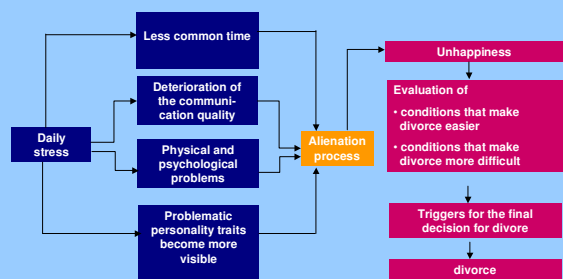 Daily
stress
Less common time
Deterioration of
the communi-
cation quality
Physical and
psychological
problems
Problematic
personality traits
become more
visible
Alienation
process
Unhappiness
Evaluation of
• conditions that make
divorce easier
• conditions that make
divorce more difficult
Triggers for the final
decision for divore
divorce